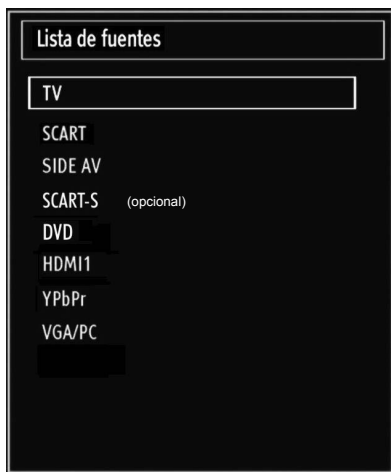 Lista de fuentes
TV
SCART
SIDE AV
SCART-S (opcional)
DVD
HDMI1
YPbPr
VGA/PC